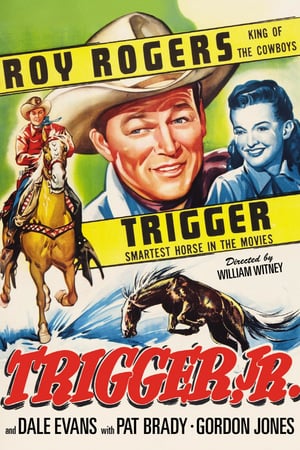 ROY ROGERS
KING OF
THE COWBOYS
TRIGGER
SMARTEST HORSE IN THE MOVIES
Directed by
WILLIAM WITNEY
TRIGGER, JR.
and DALE EVANS with PAT BRADY · GORDON JONES